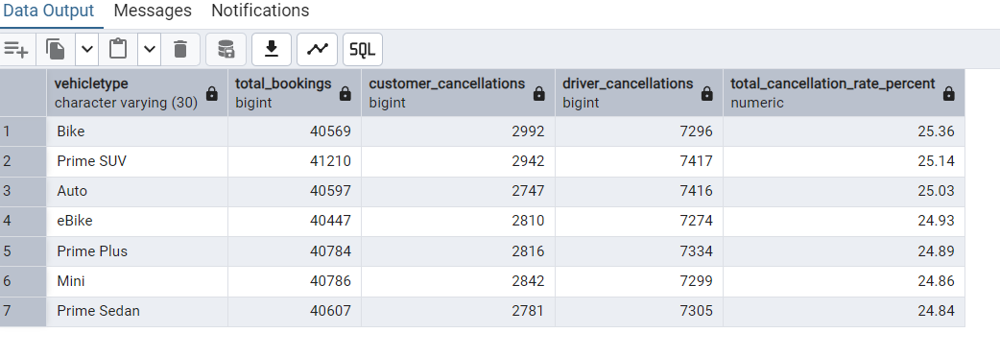 Data Output Messages Notifications
SQL
vehicletype total_bookings customer_cancellations driver_cancellations total_cancellation_rate_percent
character varying (30) bigint bigint bigint numeric
1 Bike 40569 2992 7296 25.36
2 Prime SUV 41210 2942 7417 25.14
3 Auto 40597 2747 7416 25.03
4 eBike 40447 2810 7274 24.93
5 Prime Plus 40784 2816 7334 24.89
6 Mini 40786 2842 7299 24.86
7 Prime Sedan 40607 2781 7305 24.84